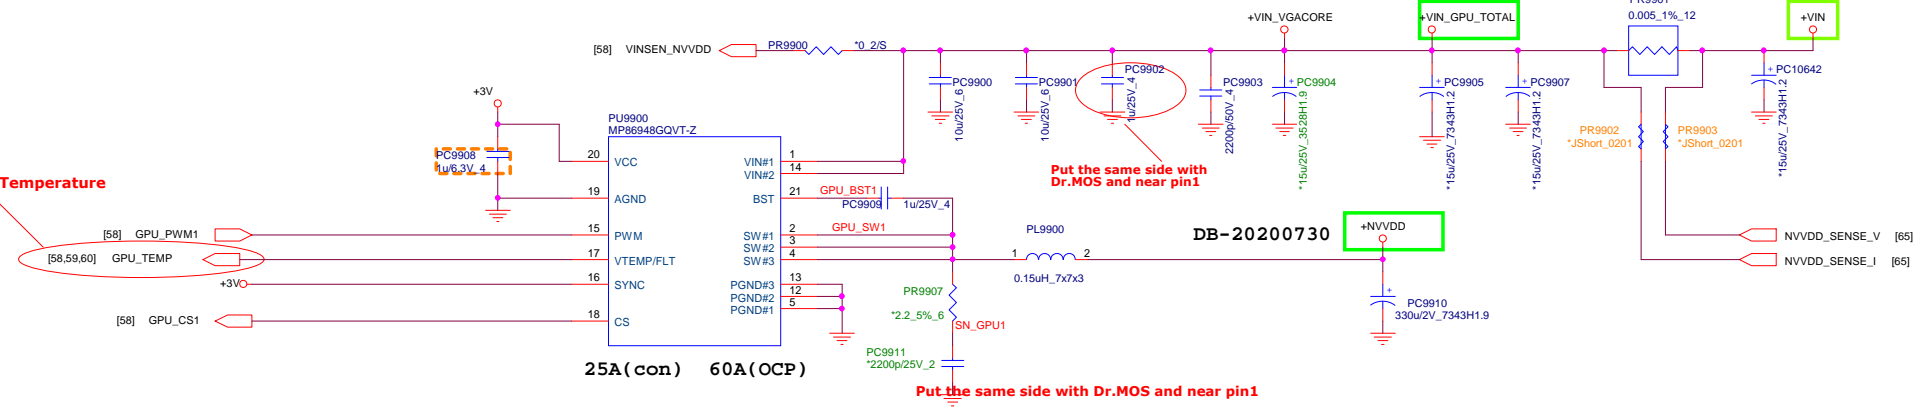 PR9901
0.005_1%_12
+VIN_VGACORE
+VIN_GPU_TOTAL
+VIN
[58] VINSEN_NVVDD
PR9900
*0_2/S
PC9900
10u/25V_6
PC9901
10u/25V_6
PC9902
1u/25V_4
PC9903
2200p/50V_4
+ PC9904
*15u/25V_3528H1.9
+ PC9905
*15u/25V_7343H1.2
+ PC9907
*15u/25V_7343H1.2
+ PC10642
*15u/25V_7343H1.2
+3V
PU9900
MP86948GQVT-Z
PC9908
1u/6.3V_4
PR9902
*JShort_0201
PR9903
*JShort_0201
Put the same side with
Dr.MOS and near pin1
Temperature
20 VCC
VIN#1 1
VIN#2 14
19 AGND
BST 21
GPU_BST1
PC9909
1u/25V_4
[58] GPU_PWM1
15 PWM
SW#1 2
GPU_SW1
SW#2 3
SW#3 4
PL9900
1 2
0.15uH_7x7x3
DB-20200730
+NVVDD
NVVDD_SENSE_V [65]
NVVDD_SENSE_I [65]
[58,59,60] GPU_TEMP
17 VTEMP/FLT
+3V
16 SYNC
PGND#3 13
PGND#2 12
PGND#1 5
[58] GPU_CS1
18 CS
PR9907
*2.2_5%_6
SN_GPU1
+
PC9910
330u/2V_7343H1.9
PC9911
*2200p/25V_2
25A(con) 60A(OCP)
Put the same side with Dr.MOS and near pin1